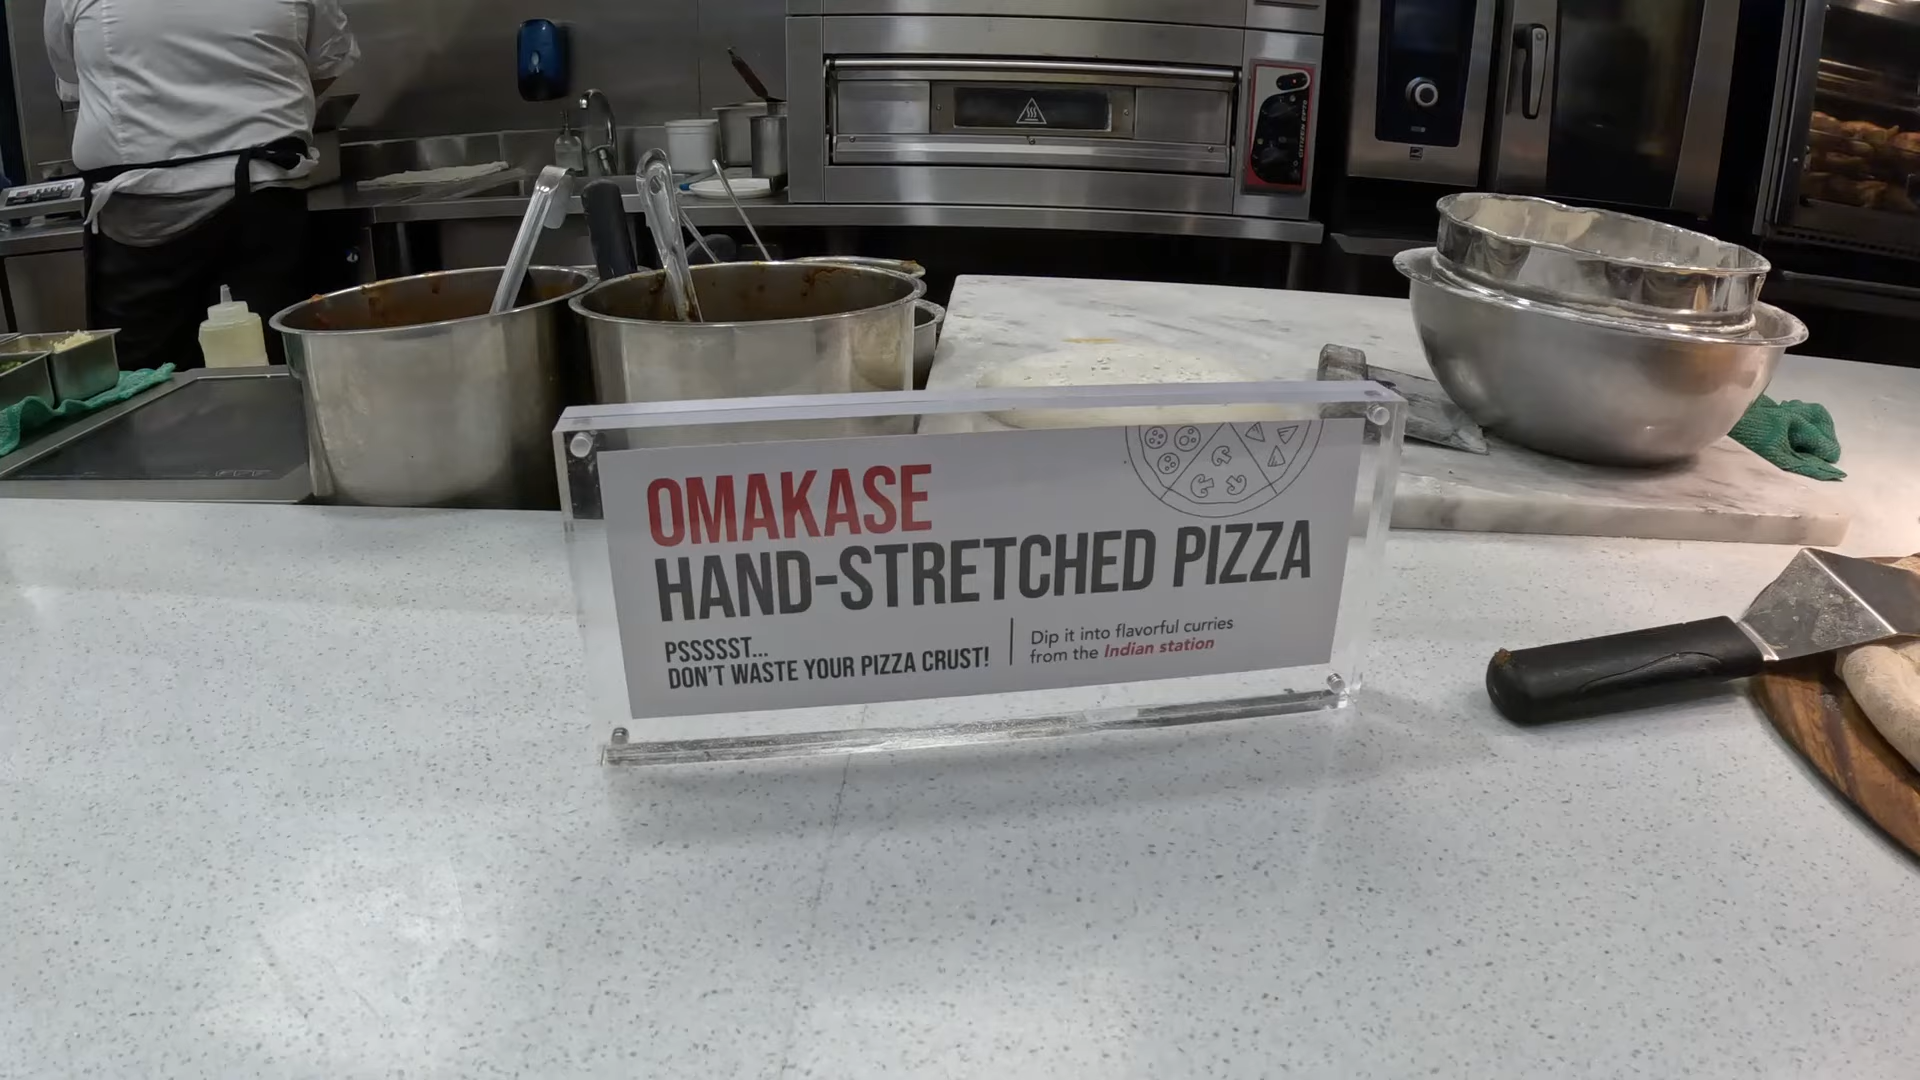 OMAKASE
HAND-STRETCHED PIZZA
PSSSSST...
DON'T WASTE YOUR PIZZA CRUST!
Dip it into flavorful curries
from the Indian station